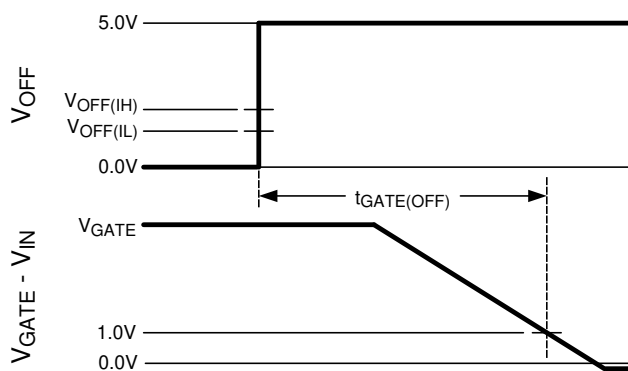 5.0V
VOFF
VOFF(IH)
VOFF(IL)
0.0V
tGATE(OFF)
VGATE
VGATE - VIN
1.0V
0.0V